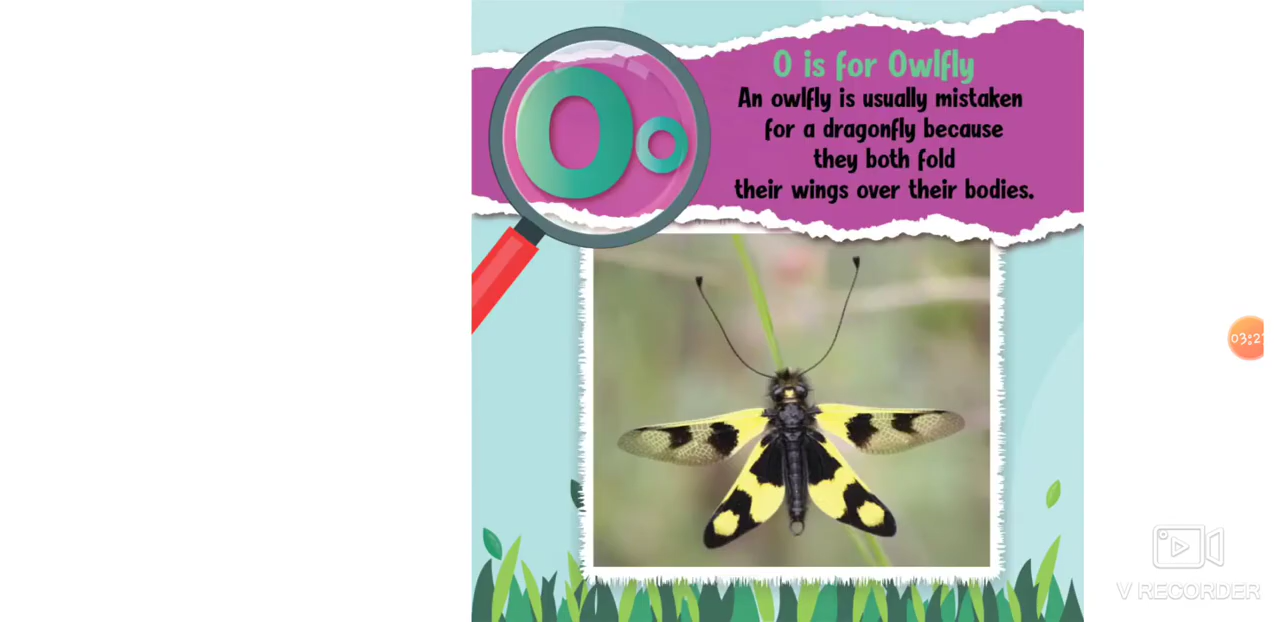 Oo
O is for Owlfly
An owlfly is usually mistaken
for a dragonfly because
they both fold
their wings over their bodies.
V RECORDER